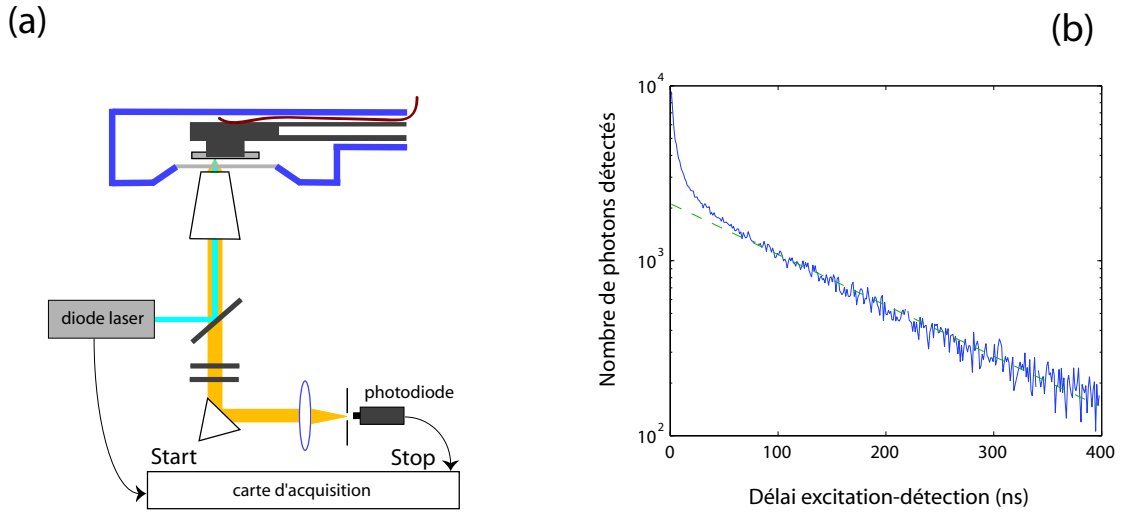 (a)
diode laser
photodiode
Start
Stop
carte d'acquisition
(b)
Nombre de photons détectés
10^4
10^3
10^2
0
100
200
300
400
Délai excitation-détection (ns)